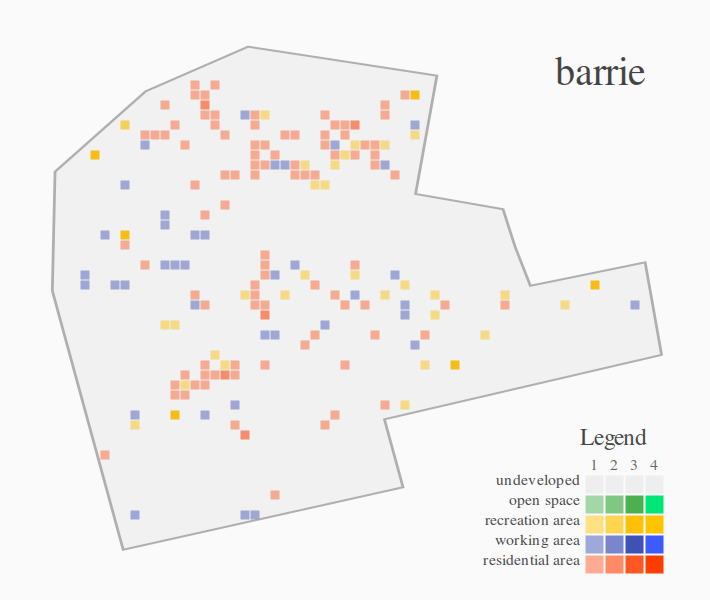 barrie
Legend
1 2 3 4
undeveloped
open space
recreation area
working area
residential area